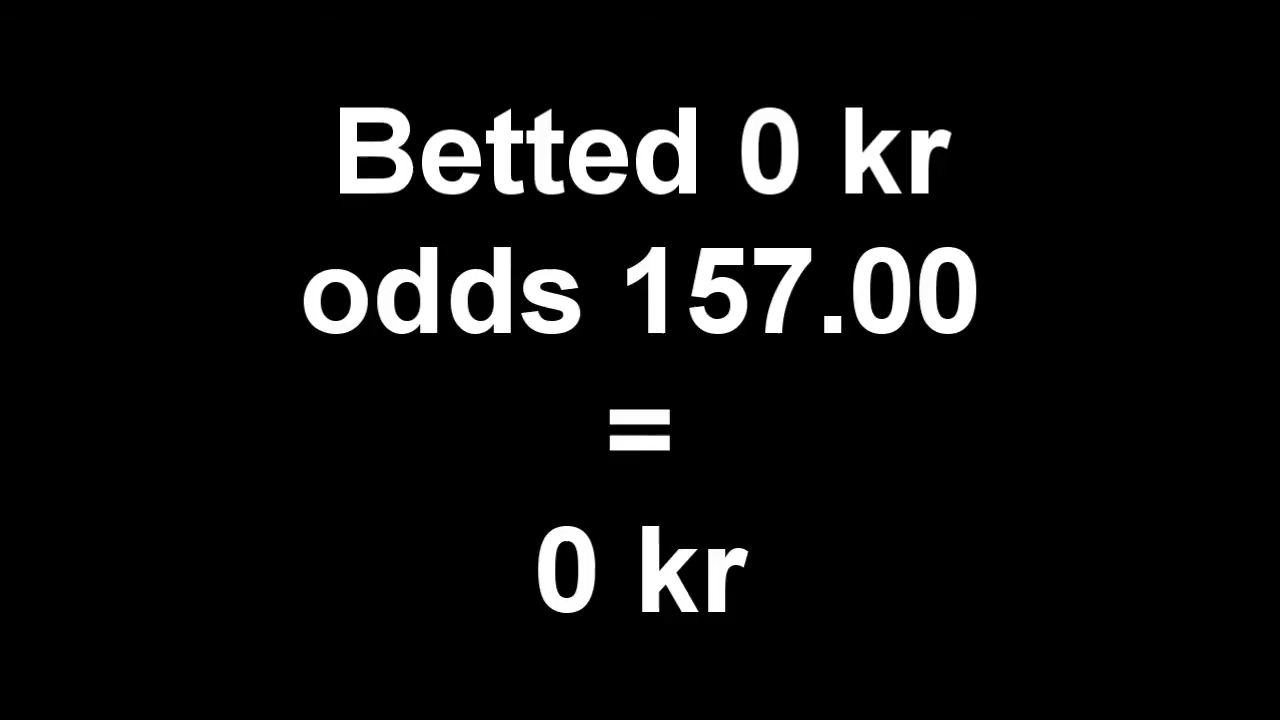 Betted 0 kr
odds 157.00
=
0 kr